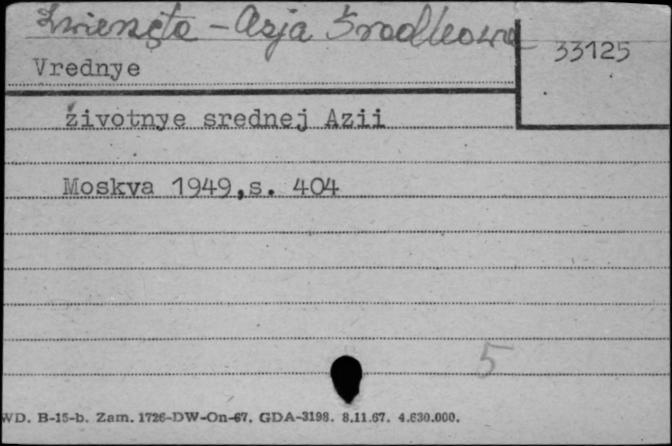 Zwierzęta - Azja Środkowa
33125
Vrednye
životnye srednej Azii
Moskva 1949,s. 404
5
WD. B-15-b. Zam. 1726-DW-On-67. GDA-3198. 8.11.67. 4.630.000.